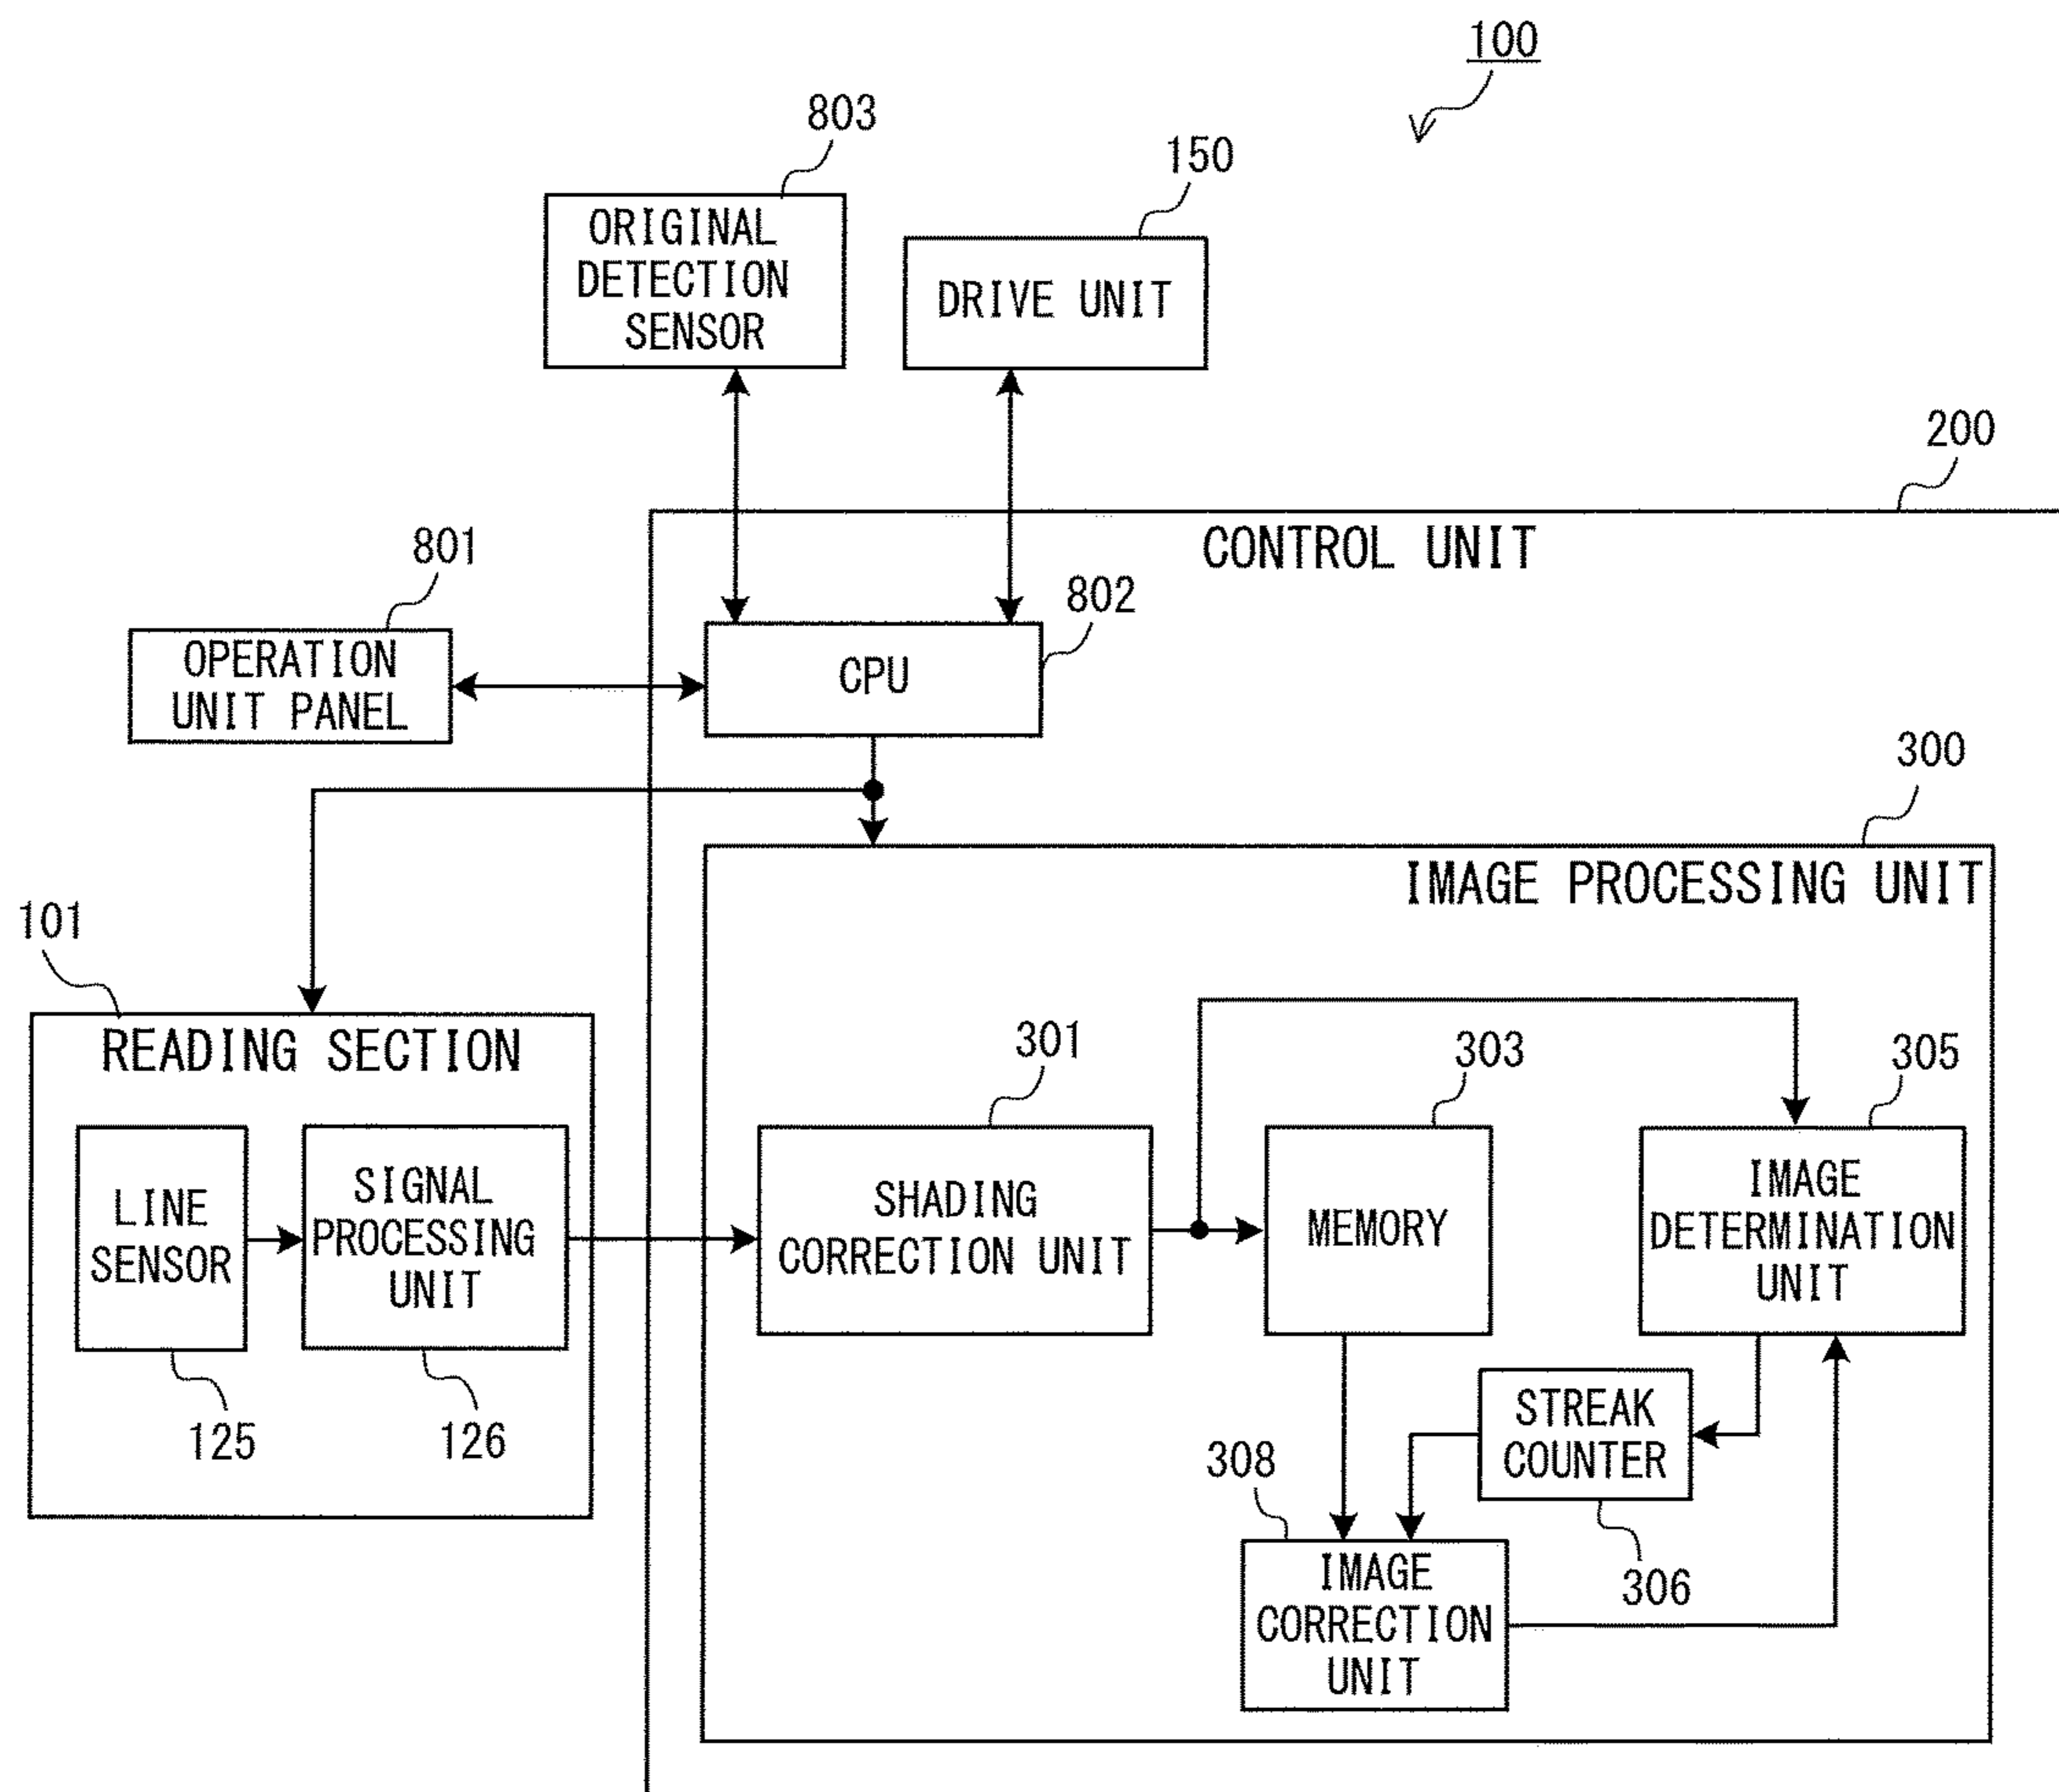 100
803
150
ORIGINAL
DETECTION
SENSOR
DRIVE UNIT
200
CONTROL UNIT
801
802
OPERATION
UNIT PANEL
CPU
300
IMAGE PROCESSING UNIT
101
READING SECTION
301
303
305
LINE
SENSOR
SIGNAL
PROCESSING
UNIT
SHADING
CORRECTION UNIT
MEMORY
IMAGE
DETERMINATION
UNIT
125
126
STREAK
COUNTER
308
306
IMAGE
CORRECTION
UNIT